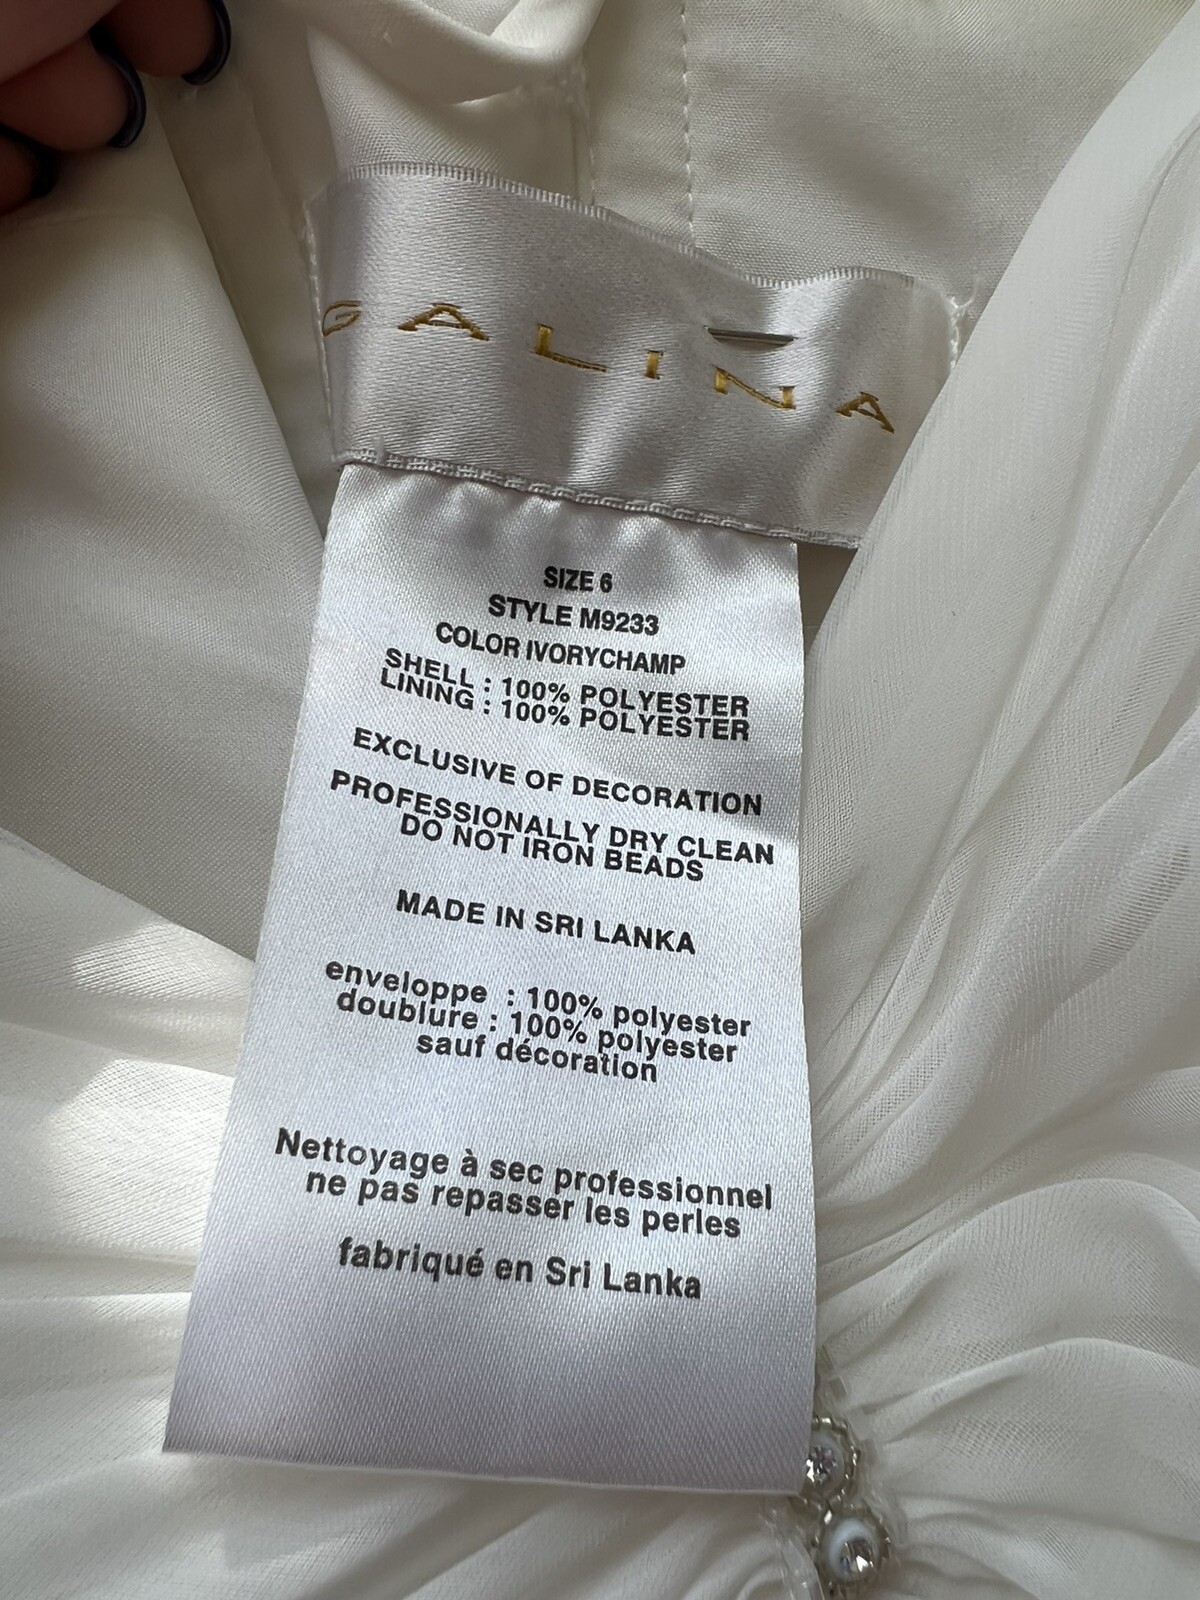 GALINA
SIZE 6
STYLE M9233
COLOR IVORYCHAMP
SHELL : 100% POLYESTER
LINING : 100% POLYESTER
EXCLUSIVE OF DECORATION
PROFESSIONALLY DRY CLEAN
DO NOT IRON BEADS
MADE IN SRI LANKA
enveloppe : 100% polyester
doublure : 100% polyester
sauf décoration
Nettoyage à sec professionnel
ne pas repasser les perles
fabriqué en Sri Lanka